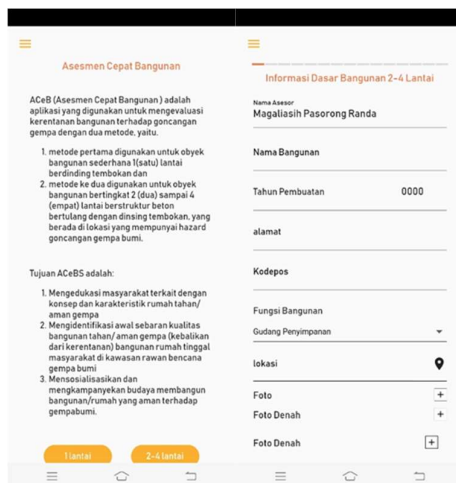 Asesmen Cepat Bangunan
ACeB (Asesmen Cepat Bangunan ) adalah
aplikasi yang digunakan untuk mengevaluasi
kerentanan bangunan terhadap goncangan
gempa dengan dua metode, yaitu.
1. metode pertama digunakan untuk obyek
bangunan sederhana 1(satu) lantai
berdinding tembokan dan
2. metode ke dua digunakan untuk obyek
bangunan bertingkat 2 (dua) sampai 4
(empat) lantai berstruktur beton
bertulang dengan dinsing tembokan, yang
berada di lokasi yang mempunyai hazard
goncangan gempa bumi.
Tujuan ACeBS adalah:
1. Mengedukasi masyarakat terkait dengan
konsep dan karakteristik rumah tahan/
aman gempa
2. Mengidentifikasi awal sebaran kualitas
bangunan tahan/ aman gempa (kebalikan
dari kerentanan) bangunan rumah tinggal
masyarakat di kawasan rawan bencana
gempa bumi
3. Mensosialisasikan dan
mengkampanyekan budaya membangun
bangunan/rumah yang aman terhadap
gempabumi.
1 lantai
2-4 lantai
Informasi Dasar Bangunan 2-4 Lantai
Nama Asesor
Magaliasih Pasorong Randa
Nama Bangunan
Tahun Pembuatan 0000
alamat
Kodepos
Fungsi Bangunan
Gudang Penyimpanan
lokasi
Foto +
Foto Denah +
Foto Denah +